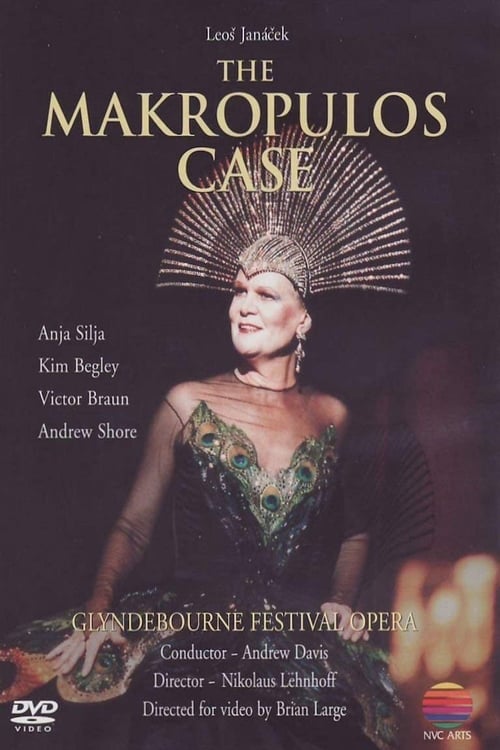 Leoš Janáček
THE
MAKROPULOS
CASE
Anja Silja
Kim Begley
Victor Braun
Andrew Shore
GLYNDEBOURNE FESTIVAL OPERA
Conductor – Andrew Davis
Director – Nikolaus Lehnhoff
Directed for video by Brian Large
DVD
VIDEO
NVC ARTS